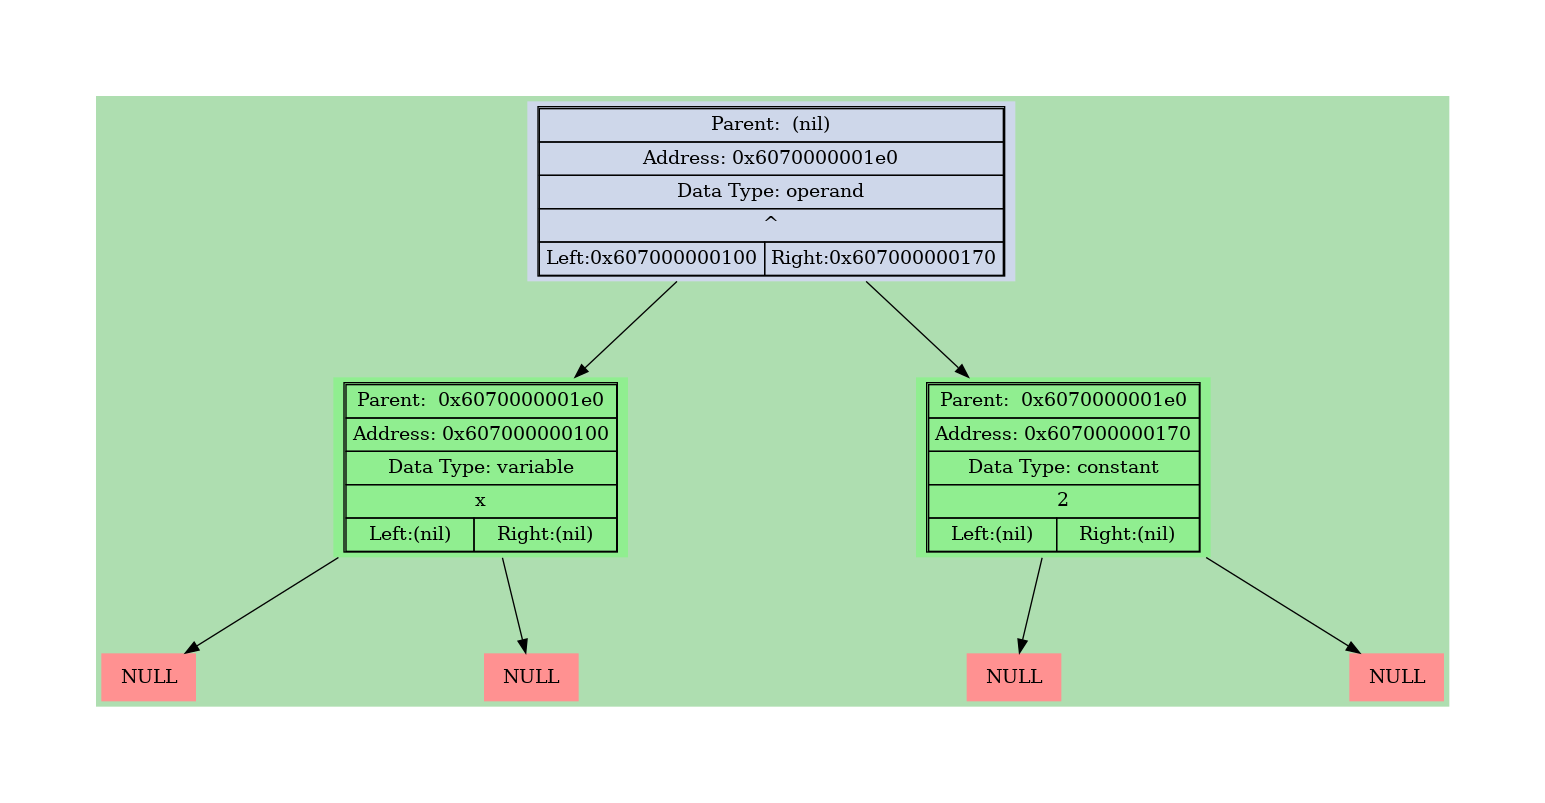 Parent:  (nil)
Address: 0x6070000001e0
Data Type: operand
^
Left:0x607000000100 Right:0x607000000170
Parent:  0x6070000001e0
Address: 0x607000000100
Data Type: variable
x
Left:(nil) Right:(nil)
Parent:  0x6070000001e0
Address: 0x607000000170
Data Type: constant
2
Left:(nil) Right:(nil)
NULL
NULL
NULL
NULL